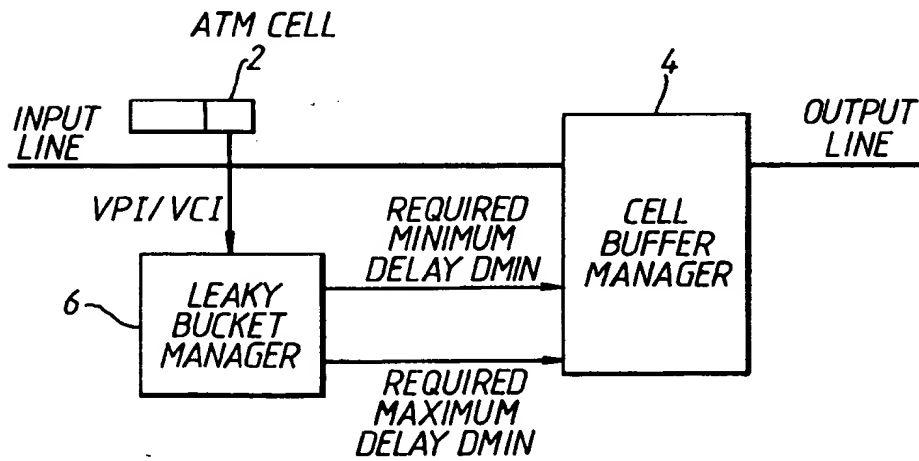 ATM CELL
2
4
INPUT
LINE
OUTPUT
LINE
VPI/VCI
REQUIRED
MINIMUM
DELAY DMIN
CELL
BUFFER
MANAGER
6
LEAKY
BUCKET
MANAGER
REQUIRED
MAXIMUM
DELAY DMIN